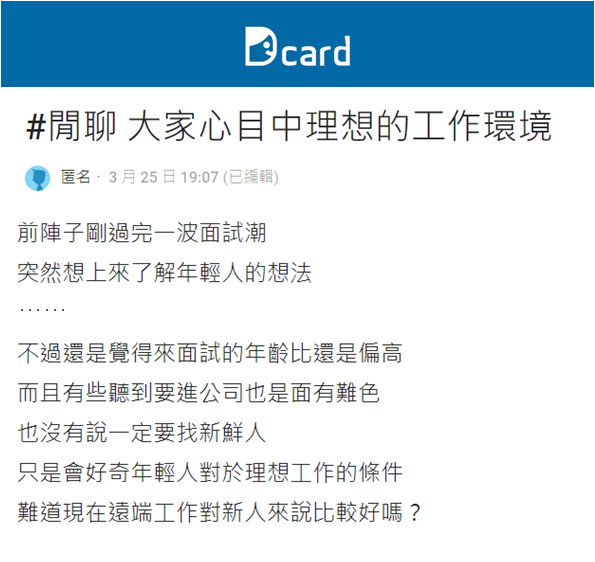 Dcard
#閒聊 大家心目中理想的工作環境
匿名· 3 月 25 日 19:07 (已編輯)
前陣子剛過完一波面試潮
突然想上來了解年輕人的想法
⋯⋯
不過還是覺得來面試的年齡比還是偏高
而且有些聽到要進公司也是面有難色
也沒有說一定要找新鮮人
只是會好奇年輕人對於理想工作的條件
難道現在遠端工作對新人來說比較好嗎？